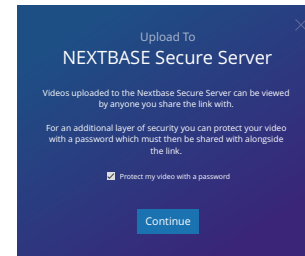 Upload To
NEXTBASE Secure Server
Videos uploaded to the Nextbase Secure Server can be viewed
by anyone you share the link with.
For an additional layer of security you can protect your video
with a password which must then be shared with alongside
the link.
Protect my video with a password
Continue